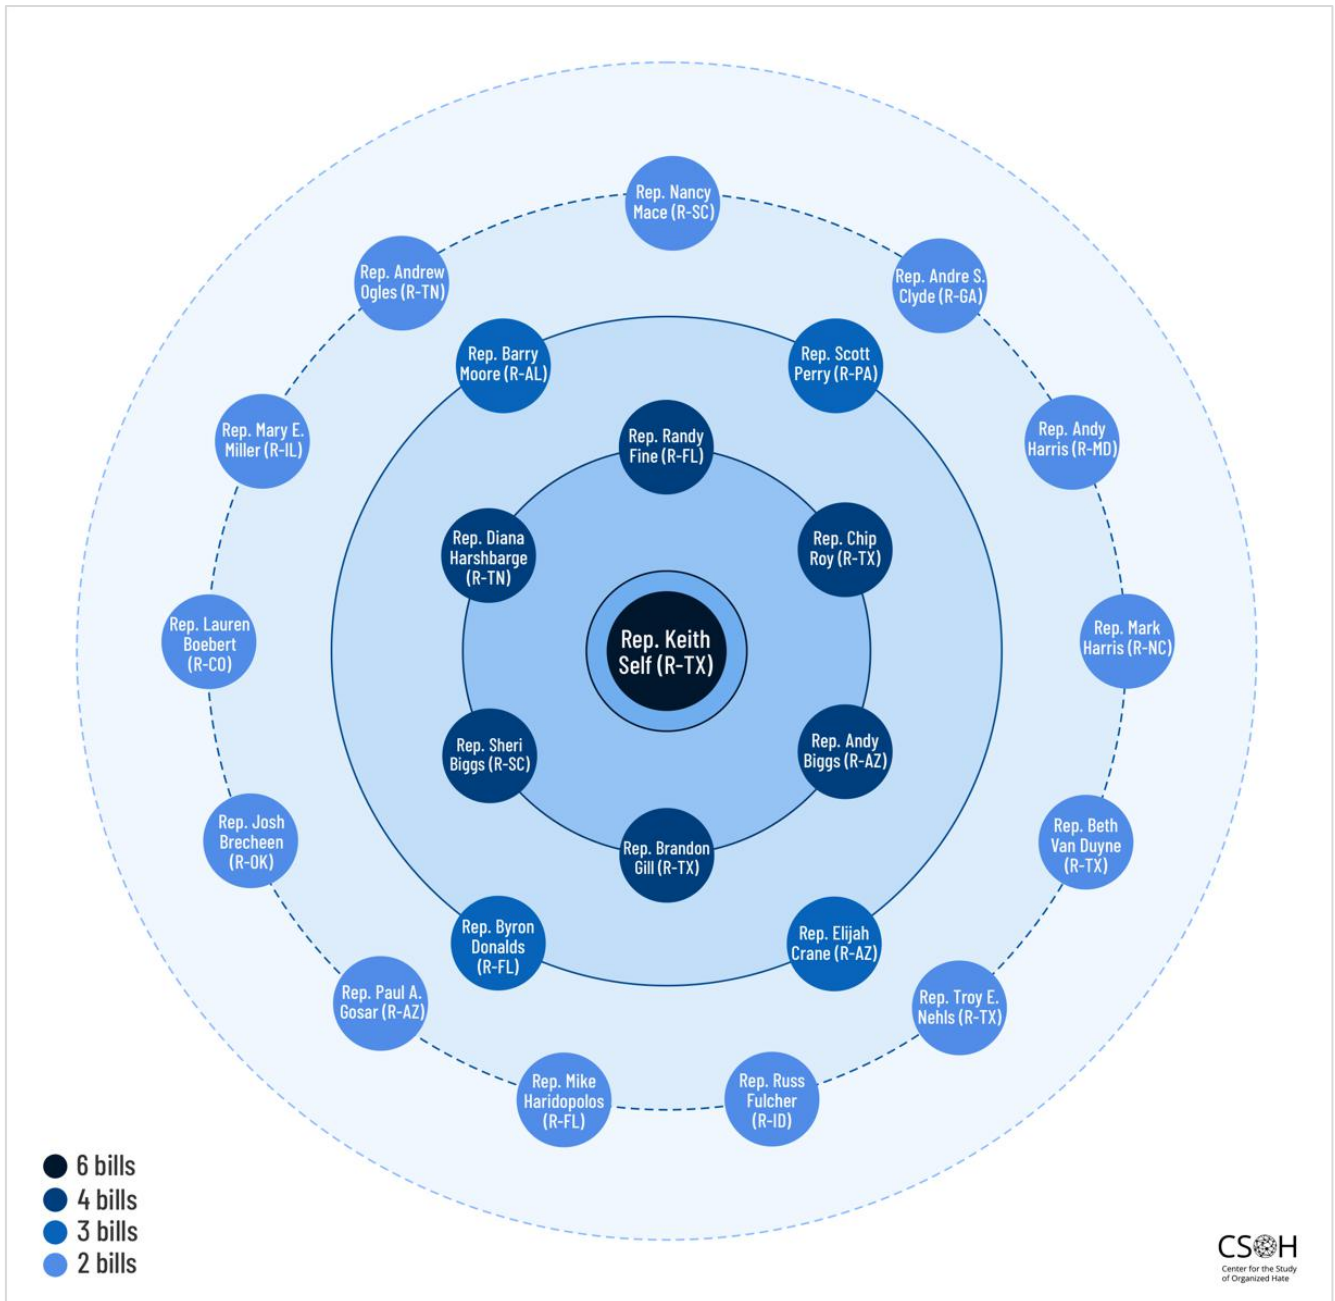 Rep. Nancy
Mace (R-SC)
Rep. Andrew
Ogles (R-TN)
Rep. Andre S.
Clyde (R-GA)
Rep. Barry
Moore (R-AL)
Rep. Scott
Perry (R-PA)
Rep. Mary E.
Miller (R-IL)
Rep. Randy
Fine (R-FL)
Rep. Andy
Harris (R-MD)
Rep. Diana
Harshbarge
(R-TN)
Rep. Chip
Roy (R-TX)
Rep. Lauren
Boebert
(R-CO)
Rep. Keith
Self (R-TX)
Rep. Mark
Harris (R-NC)
Rep. Sheri
Biggs (R-SC)
Rep. Andy
Biggs (R-AZ)
Rep. Josh
Brecheen
(R-OK)
Rep. Brandon
Gill (R-TX)
Rep. Beth
Van Duyne
(R-TX)
Rep. Byron
Donalds
(R-FL)
Rep. Elijah
Crane (R-AZ)
Rep. Paul A.
Gosar (R-AZ)
Rep. Troy E.
Nehls (R-TX)
Rep. Mike
Haridopolos
(R-FL)
Rep. Russ
Fulcher
(R-ID)
6 bills
4 bills
3 bills
2 bills
CSOH
Center for the Study
of Organized Hate